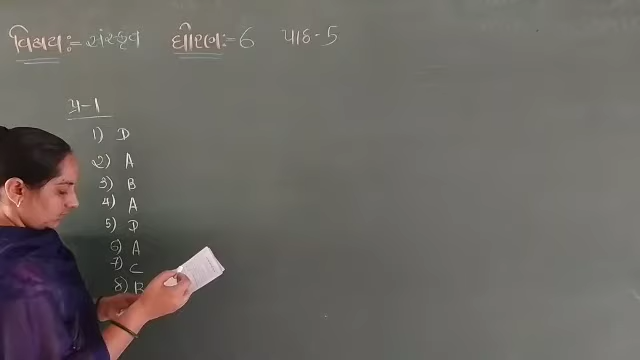 વિષય:= સંસ્કૃત ધોરણ:= 6 પાઠ-5
પ્ર-1
1) D
2) A
3) B
4) A
5) D
6) A
7) C
8) B